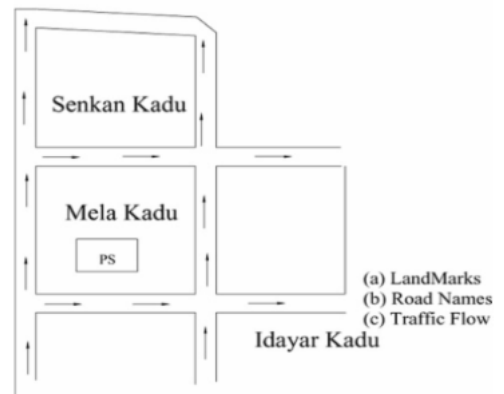 Senkan Kadu
Mela Kadu
PS
(a) LandMarks
(b) Road Names
(c) Traffic Flow
Idayar Kadu